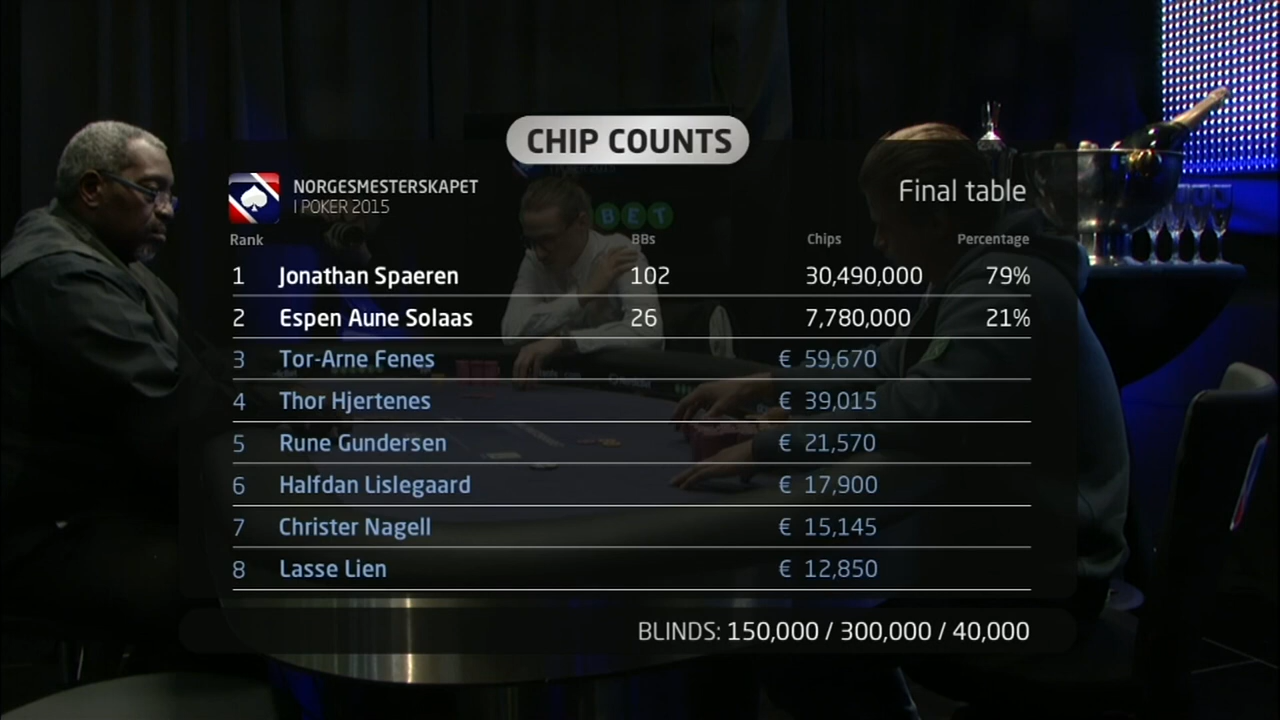 CHIP COUNTS
NORGESMESTERSKAPET
I POKER 2015
Final table
BET
Rank BBs Chips Percentage
1 Jonathan Spaeren 102 30,490,000 79%
2 Espen Aune Solaas 26 7,780,000 21%
3 Tor-Arne Fenes € 59,670
4 Thor Hjertenes € 39,015
5 Rune Gundersen € 21,570
6 Halfdan Lislegaard € 17,900
7 Christer Nagell € 15,145
8 Lasse Lien € 12,850
BLINDS: 150,000 / 300,000 / 40,000